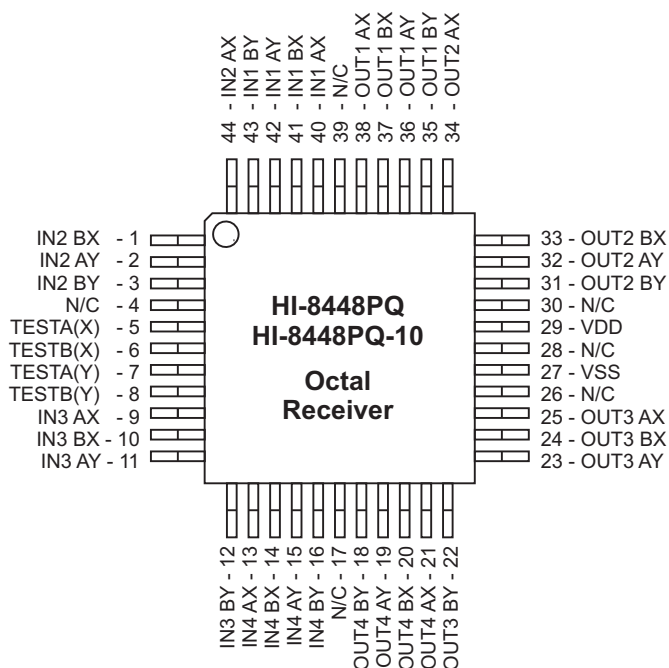 44 - IN2 AX
43 - IN1 BY
42 - IN1 AY
41 - IN1 BX
40 - IN1 AX
39 - N/C
38 - OUT1 AX
37 - OUT1 BX
36 - OUT1 AY
35 - OUT1 BY
34 - OUT2 AX
IN2 BX - 1
IN2 AY - 2
IN2 BY - 3
N/C - 4
TESTA(X) - 5
TESTB(X) - 6
TESTA(Y) - 7
TESTB(Y) - 8
IN3 AX - 9
IN3 BX - 10
IN3 AY - 11
HI-8448PQ
HI-8448PQ-10
Octal
Receiver
33 - OUT2 BX
32 - OUT2 AY
31 - OUT2 BY
30 - N/C
29 - VDD
28 - N/C
27 - VSS
26 - N/C
25 - OUT3 AX
24 - OUT3 BX
23 - OUT3 AY
IN3 BY - 12
IN4 AX - 13
IN4 BX - 14
IN4 AY - 15
IN4 BY - 16
N/C - 17
OUT4 BY - 18
OUT4 AY - 19
OUT4 BX - 20
OUT4 AX - 21
OUT3 BY - 22